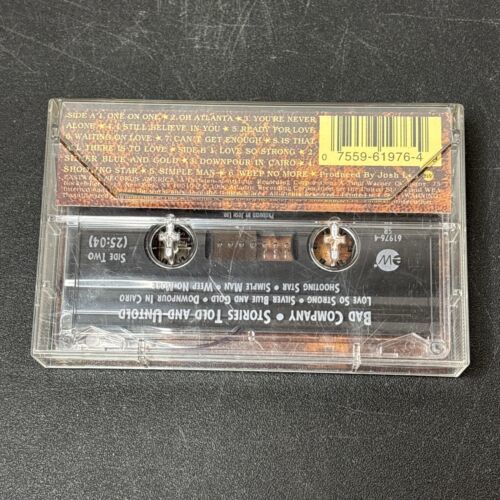 SIDE A 1. ONE ON ONE ★ 2. OH ATLANTA ★ 3. YOU'RE NEVER
ALONE ★ 4. I STILL BELIEVE IN YOU ★ 5. READY FOR LOVE
6. WAITING ON LOVE ★ 7. CAN'T GET ENOUGH ★ 8. IS THAT
ALL THERE IS TO LOVE ★ SIDE B 1. LOVE SO STRONG ★ 2.
SILVER BLUE AND GOLD ★ 3. DOWNPOUR IN CAIRO ★ 4.
SHOOTING STAR ★ 5. SIMPLE MAN ★ 6. WEEP NO MORE
★ Produced By Josh
0 7559-61976-4
Produced by Josh Leo
61976-4
SR
SIDE TWO
(25:04)
LOVE SO STRONG • SILVER BLUE AND GOLD • DOWNPOUR IN CAIRO
SHOOTING STAR • SIMPLE MAN • WEEP NO MORE
BAD COMPANY • STORIES TOLD AND UNTOLD